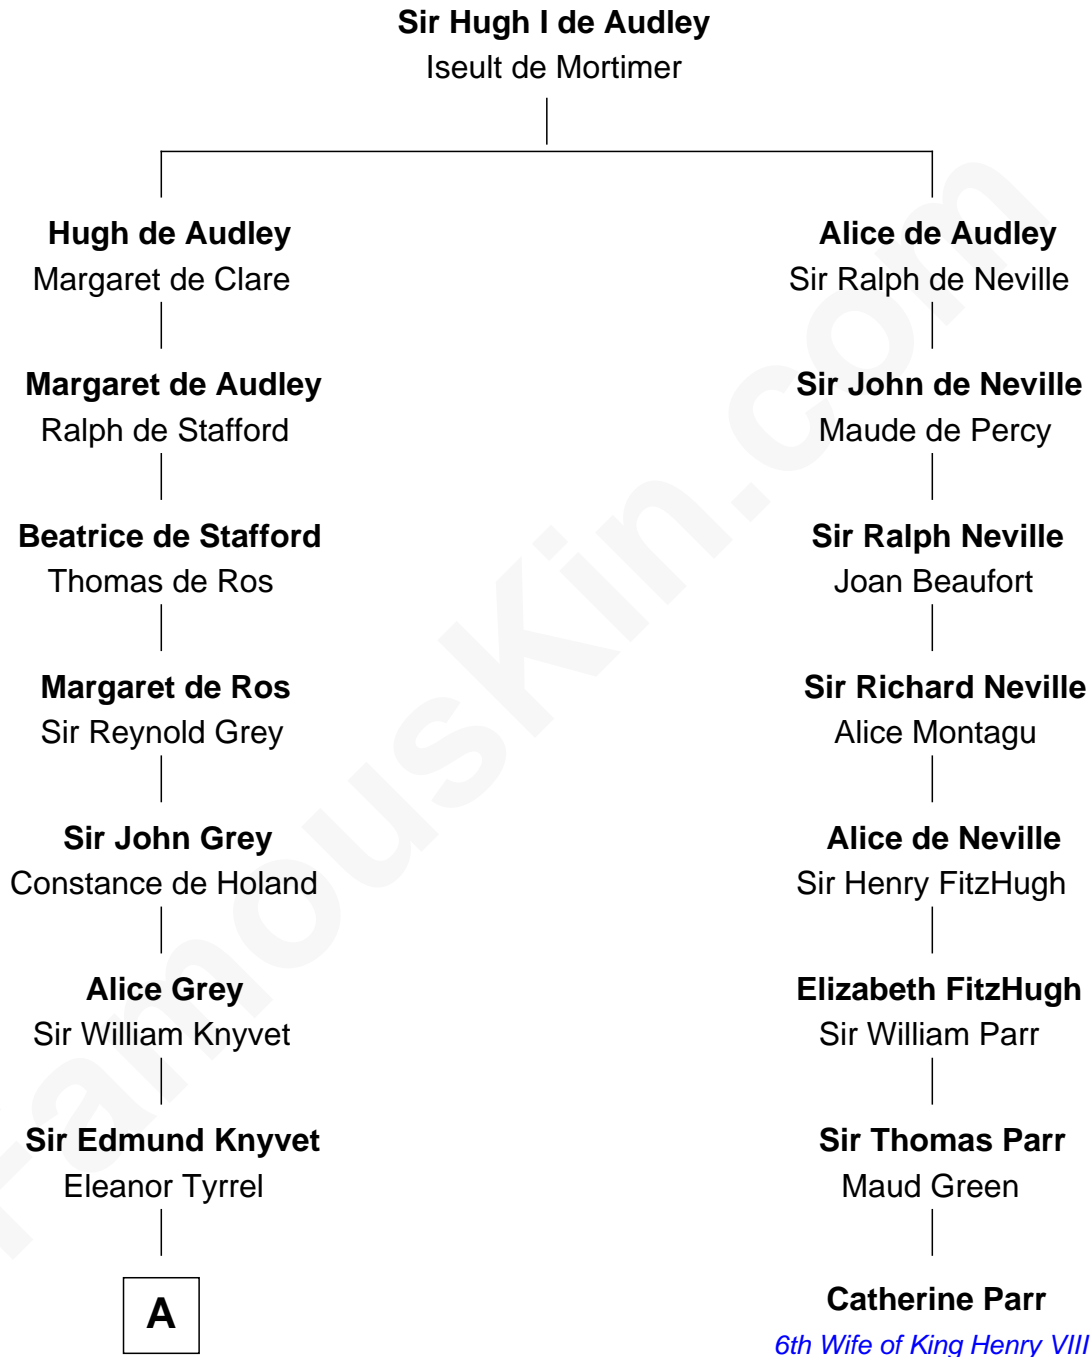 Sir Hugh I de Audley
Iseult de Mortimer
Hugh de Audley
Margaret de Clare
Margaret de Audley
Ralph de Stafford
Beatrice de Stafford
Thomas de Ros
Margaret de Ros
Sir Reynold Grey
Sir John Grey
Constance de Holand
Alice Grey
Sir William Knyvet
Sir Edmund Knyvet
Eleanor Tyrrel
A
Alice de Audley
Sir Ralph de Neville
Sir John de Neville
Maude de Percy
Sir Ralph Neville
Joan Beaufort
Sir Richard Neville
Alice Montagu
Alice de Neville
Sir Henry FitzHugh
Elizabeth FitzHugh
Sir William Parr
Sir Thomas Parr
Maud Green
Catherine Parr
6th Wife of King Henry VIII
FamousKin.com